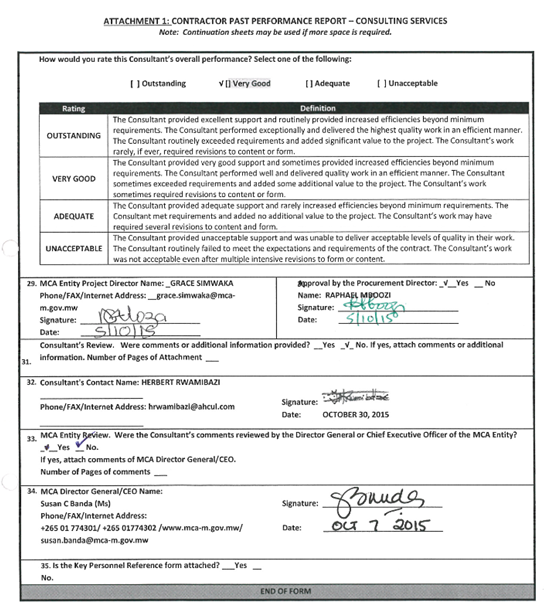 ATTACHMENT 1: CONTRACTOR PAST PERFORMANCE REPORT – CONSULTING SERVICES
Note: Continuation sheets may be used if more space is required.
How would you rate this Consultant's overall performance? Select one of the following:
[ ] Outstanding √ [] Very Good [ ] Adequate [ ] Unacceptable
Rating Definition
OUTSTANDING
The Consultant provided excellent support and routinely provided increased efficiencies beyond minimum
requirements. The Consultant performed exceptionally and delivered the highest quality work in an efficient manner.
The Consultant routinely exceeded requirements and added significant value to the project. The Consultant's work
rarely, if ever, required revisions to content or form.
VERY GOOD
The Consultant provided very good support and sometimes provided increased efficiencies beyond minimum
requirements. The Consultant performed well and delivered quality work in an efficient manner. The Consultant
sometimes exceeded requirements and added some additional value to the project. The Consultant's work
sometimes required revisions to content or form.
ADEQUATE
The Consultant provided adequate support and rarely increased efficiencies beyond minimum requirements. The
Consultant met requirements and added no additional value to the project. The Consultant's work may have
required several revisions to content and form.
UNACCEPTABLE
The Consultant provided unacceptable support and was unable to deliver acceptable levels of quality in their work.
The Consultant routinely failed to meet the expectations and requirements of the contract. The Consultant's work
was not acceptable even after multiple intensive revisions to form or content.
29. MCA Entity Project Director Name: _GRACE SIMWAKA
Phone/FAX/Internet Address: __grace.simwaka@mca-
m.gov.mw
Signature:
Date: 5/10/15
Approval by the Procurement Director: _√_Yes __ No
Name: RAPHAEL MBOOZI
Signature:
Date: 5/10/15
Consultant's Review. Were comments or additional information provided? __Yes _√_ No. If yes, attach comments or additional
31. information. Number of Pages of Attachment ___
32. Consultant's Contact Name: HERBERT RWAMIBAZI
Phone/FAX/Internet Address: hrwamibazi@ahcul.com
Signature:
Date: OCTOBER 30, 2015
33. MCA Entity Review. Were the Consultant's comments reviewed by the Director General or Chief Executive Officer of the MCA Entity?
_√_Yes __No.
If yes, attach comments of MCA Director General/CEO.
Number of Pages of comments ___
34. MCA Director General/CEO Name:
Susan C Banda (Ms)
Phone/FAX/Internet Address:
+265 01 774301/ +265 01774302 /www.mca-m.gov.mw/
susan.banda@mca-m.gov.mw
Signature: SBanda
Date: Oct 7 2015
35. Is the Key Personnel Reference form attached? __Yes __
No.
END OF FORM